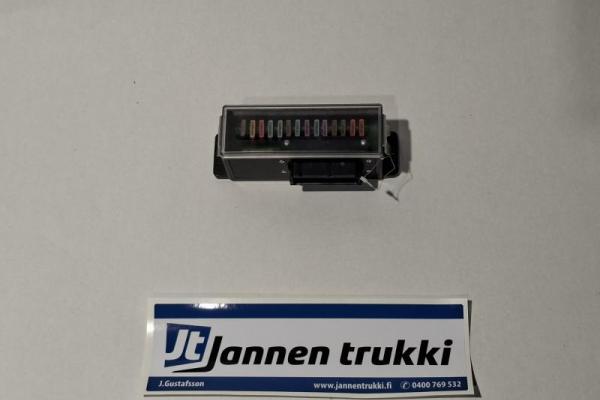 Jt Jannen trukki
J.Gustafsson www.jannentrukki.fi 0400 769 532